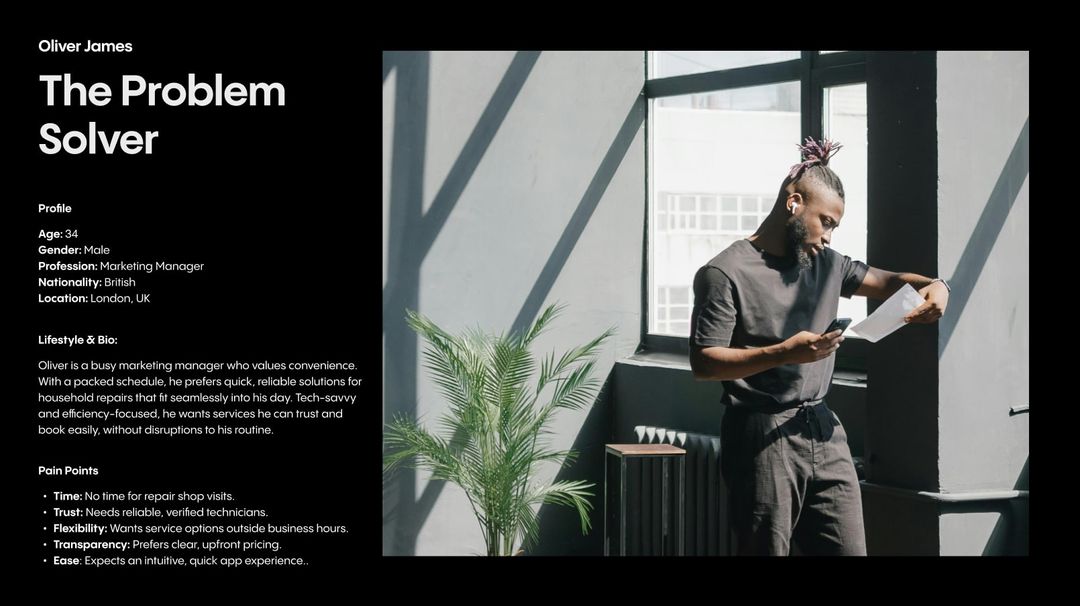 Oliver James
The Problem
Solver
Profile
Age: 34
Gender: Male
Profession: Marketing Manager
Nationality: British
Location: London, UK
Lifestyle & Bio:
Oliver is a busy marketing manager who values convenience.
With a packed schedule, he prefers quick, reliable solutions for
household repairs that fit seamlessly into his day. Tech-savvy
and efficiency-focused, he wants services he can trust and
book easily, without disruptions to his routine.
Pain Points
• Time: No time for repair shop visits.
• Trust: Needs reliable, verified technicians.
• Flexibility: Wants service options outside business hours.
• Transparency: Prefers clear, upfront pricing.
• Ease: Expects an intuitive, quick app experience..